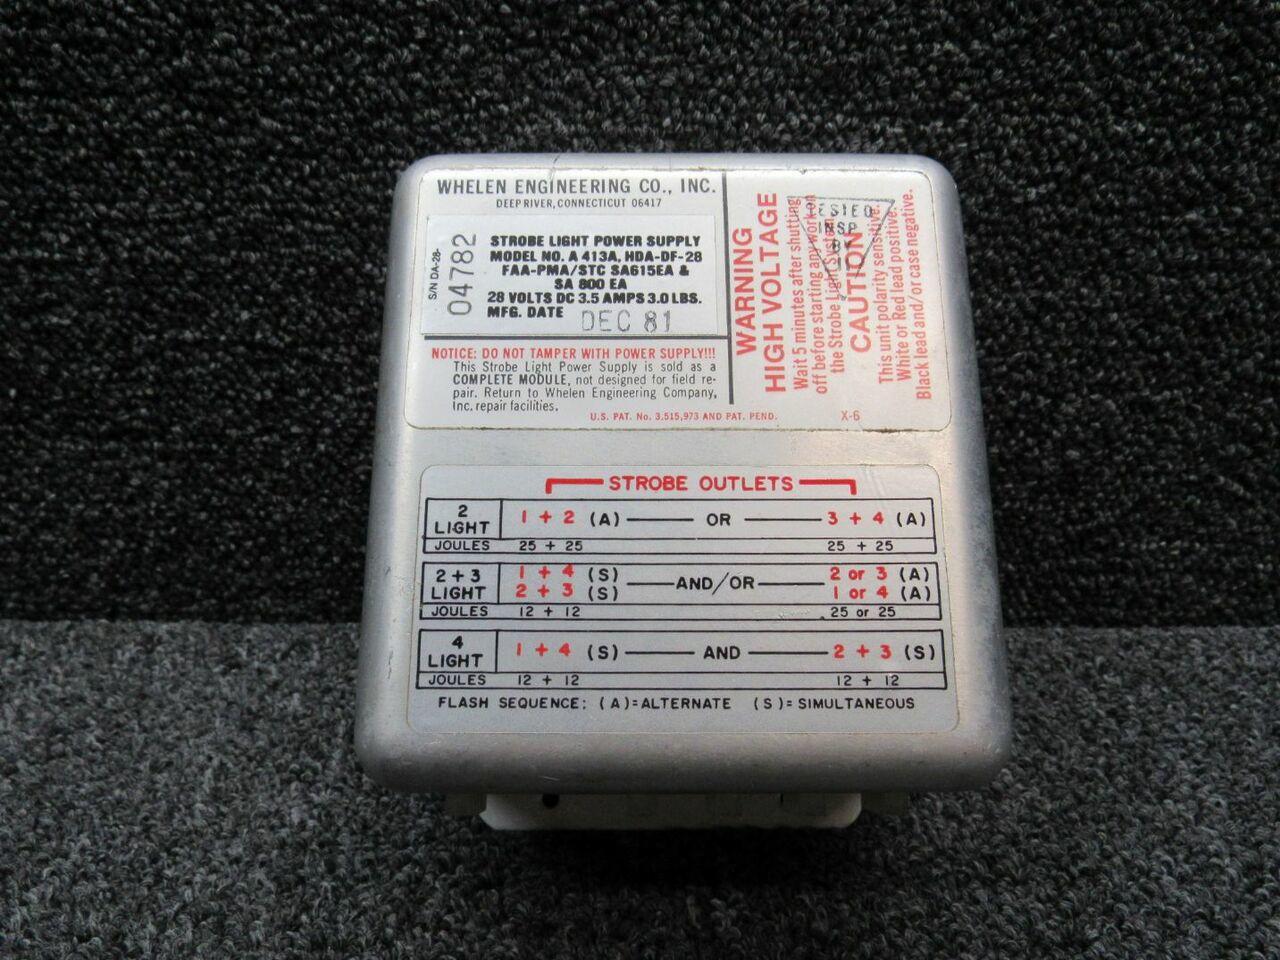 WHELEN ENGINEERING CO., INC.
DEEP RIVER, CONNECTICUT 06417
S/N DA-28-
04782
STROBE LIGHT POWER SUPPLY
MODEL NO. A 413A, HDA-DF-28
FAA-PMA/STC SA615EA &
SA 800 EA
28 VOLTS DC 3.5 AMPS 3.0 LBS.
MFG. DATE DEC 81
NOTICE: DO NOT TAMPER WITH POWER SUPPLY!!!
This Strobe Light Power Supply is sold as a
COMPLETE MODULE, not designed for field re-
pair. Return to Whelen Engineering Company,
Inc. repair facilities.
U.S. PAT. No. 3,515,973 AND PAT. PEND.
X-6
WARNING
HIGH VOLTAGE
Wait 5 minutes after shutting
off before starting any work on
the Strobe Light System.
CAUTION
This unit polarity sensitive.
White or Red lead positive.
Black lead and/or case negative.
TESTED
INSP
BY
STROBE OUTLETS
2 LIGHT 1 + 2 (A) OR 3 + 4 (A)
JOULES 25 + 25 25 + 25
2 + 3 LIGHT 1 + 4 (S) AND/OR 2 or 3 (A)
2 + 3 (S) 1 or 4 (A)
JOULES 12 + 12 25 or 25
4 LIGHT 1 + 4 (S) AND 2 + 3 (S)
JOULES 12 + 12 12 + 12
FLASH SEQUENCE: (A)=ALTERNATE (S)=SIMULTANEOUS